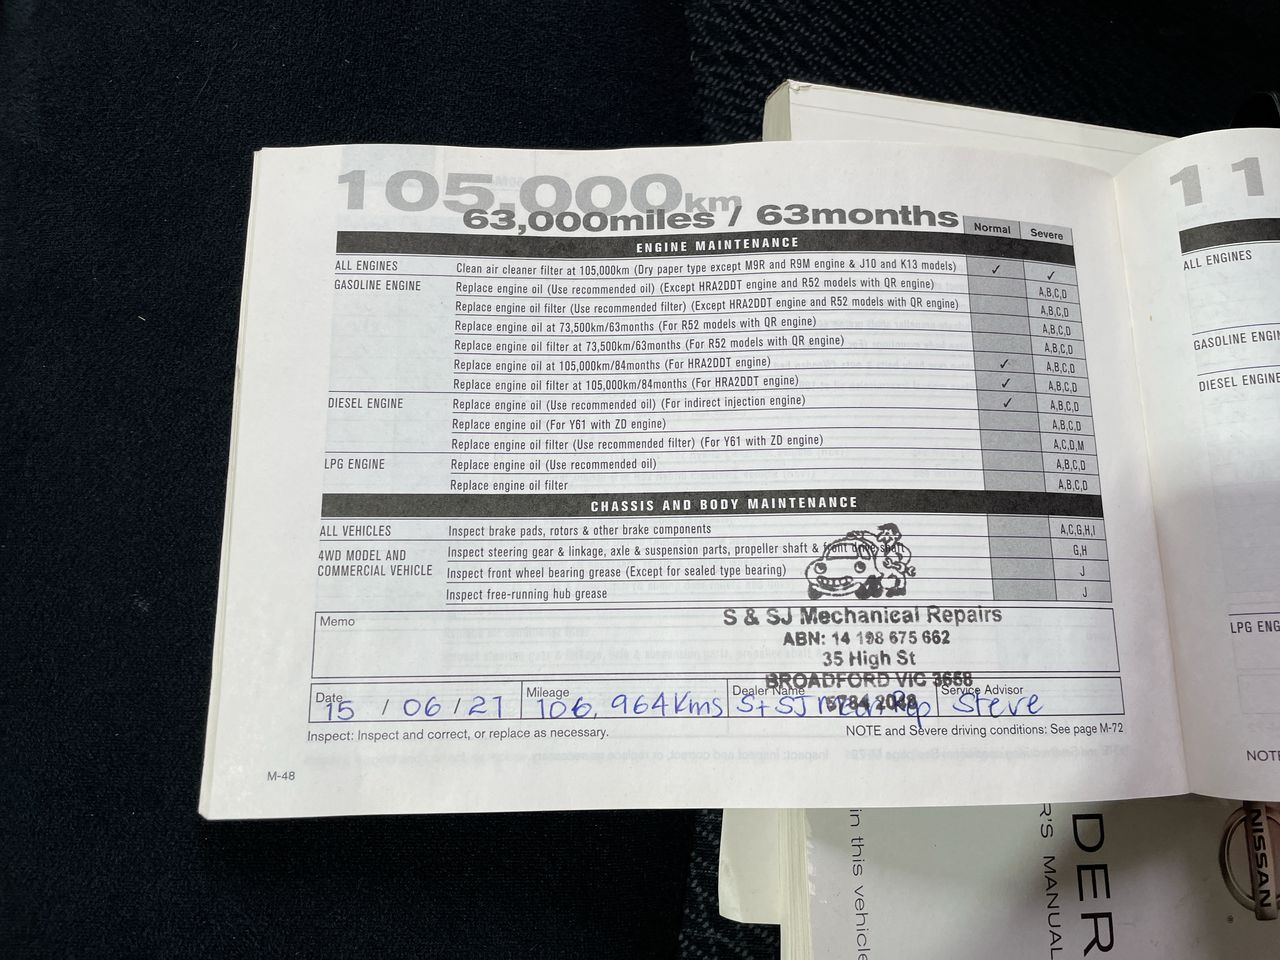 105,000km
63,000miles / 63months
Normal Severe
ENGINE MAINTENANCE
ALL ENGINES Clean air cleaner filter at 105,000km (Dry paper type except M9R and R9M engine & J10 and K13 models) ✓ ✓
GASOLINE ENGINE Replace engine oil (Use recommended oil) (Except HRA2DDT engine and R52 models with QR engine) A,B,C,D
Replace engine oil filter (Use recommended filter) (Except HRA2DDT engine and R52 models with QR engine) A,B,C,D
Replace engine oil at 73,500km/63months (For R52 models with QR engine) A,B,C,D
Replace engine oil filter at 73,500km/63months (For R52 models with QR engine) A,B,C,D
Replace engine oil at 105,000km/84months (For HRA2DDT engine) ✓ A,B,C,D
Replace engine oil filter at 105,000km/84months (For HRA2DDT engine) ✓ A,B,C,D
DIESEL ENGINE Replace engine oil (Use recommended oil) (For indirect injection engine) ✓ A,B,C,D
Replace engine oil (For Y61 with ZD engine) A,B,C,D
Replace engine oil filter (Use recommended filter) (For Y61 with ZD engine) A,C,D,M
LPG ENGINE Replace engine oil (Use recommended oil) A,B,C,D
Replace engine oil filter A,B,C,D
CHASSIS AND BODY MAINTENANCE
ALL VEHICLES Inspect brake pads, rotors & other brake components A,C,G,H,I
4WD MODEL AND Inspect steering gear & linkage, axle & suspension parts, propeller shaft & front drive shaft G,H
COMMERCIAL VEHICLE Inspect front wheel bearing grease (Except for sealed type bearing) J
Inspect free-running hub grease J
Memo
S & SJ Mechanical Repairs
ABN: 14 198 675 662
35 High St
BROADFORD VIC 3658
Date Mileage Dealer Name Service Advisor
15 / 06 / 21 106,964Kms S+SJ Rep Steve
Inspect: Inspect and correct, or replace as necessary. NOTE and Severe driving conditions: See page M-72
M-48
11
ALL ENGINES
GASOLINE ENGIN
DIESEL ENGINE
LPG ENG
NOTE
in this vehicle
R'S MANUAL
DER
NISSAN